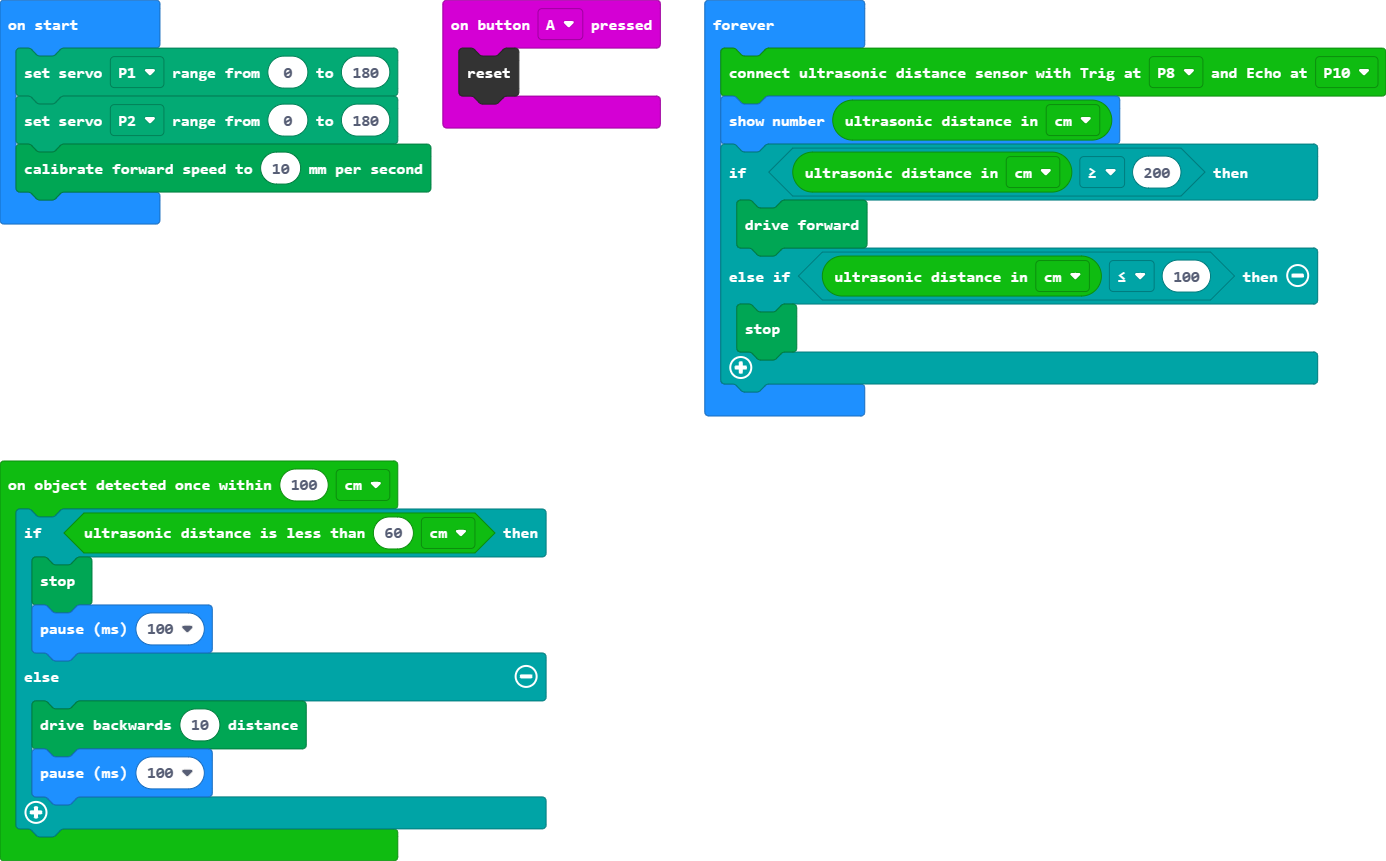 on start
set servo P1 range from 0 to 180
set servo P2 range from 0 to 180
calibrate forward speed to 10 mm per second
on button A pressed
reset
forever
connect ultrasonic distance sensor with Trig at P8 and Echo at P10
show number ultrasonic distance in cm
if ultrasonic distance in cm ≥ 200 then
drive forward
else if ultrasonic distance in cm ≤ 100 then
stop
on object detected once within 100 cm
if ultrasonic distance is less than 60 cm then
stop
pause (ms) 100
else
drive backwards 10 distance
pause (ms) 100